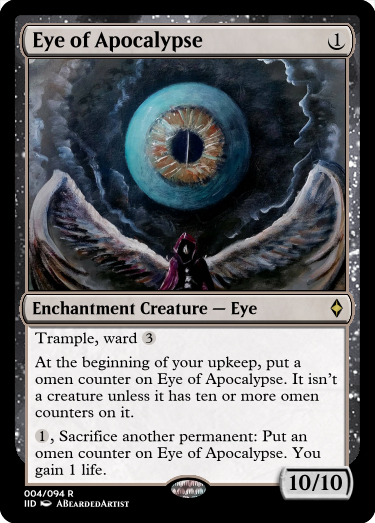 Eye of Apocalypse 1
Enchantment Creature — Eye
Trample, ward 3
At the beginning of your upkeep, put a
omen counter on Eye of Apocalypse. It isn't
a creature unless it has ten or more omen
counters on it.
1, Sacrifice another permanent: Put an
omen counter on Eye of Apocalypse. You
gain 1 life.
10/10
004/094 R
IID ABEARDEDARTIST